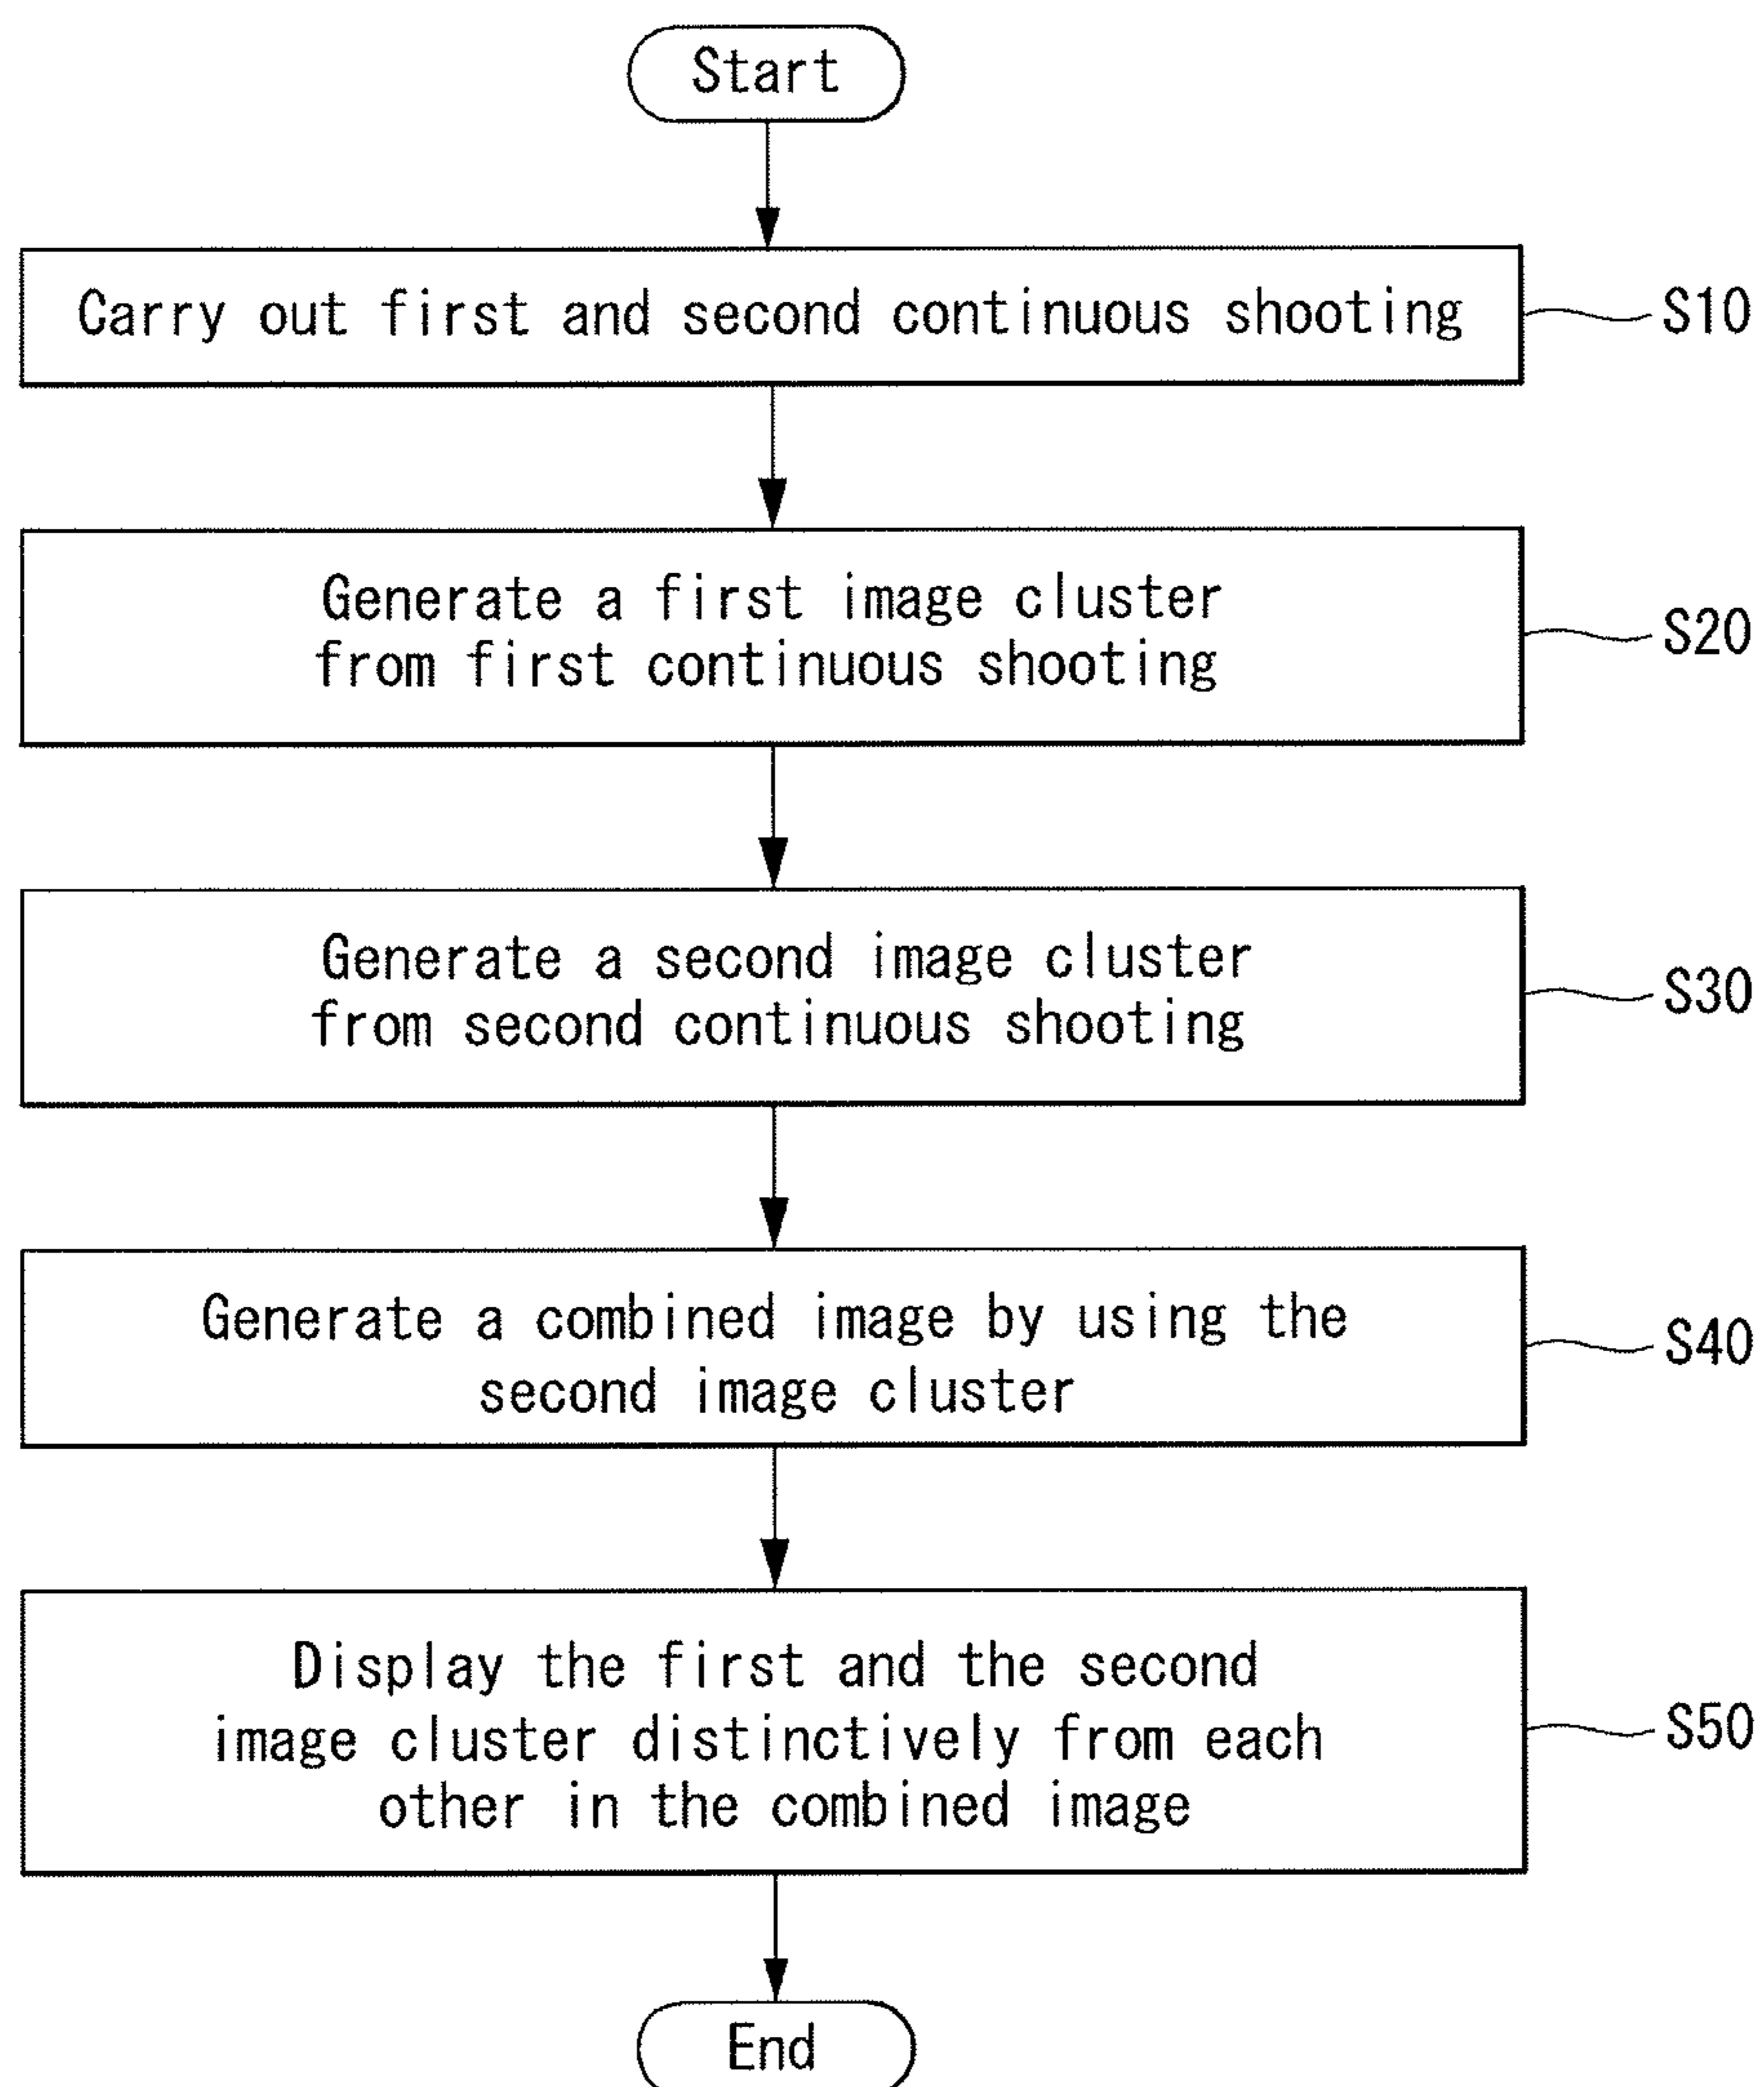 Start
Carry out first and second continuous shooting
S10
Generate a first image cluster
from first continuous shooting
S20
Generate a second image cluster
from second continuous shooting
S30
Generate a combined image by using the
second image cluster
S40
Display the first and the second
image cluster distinctively from each
other in the combined image
S50
End